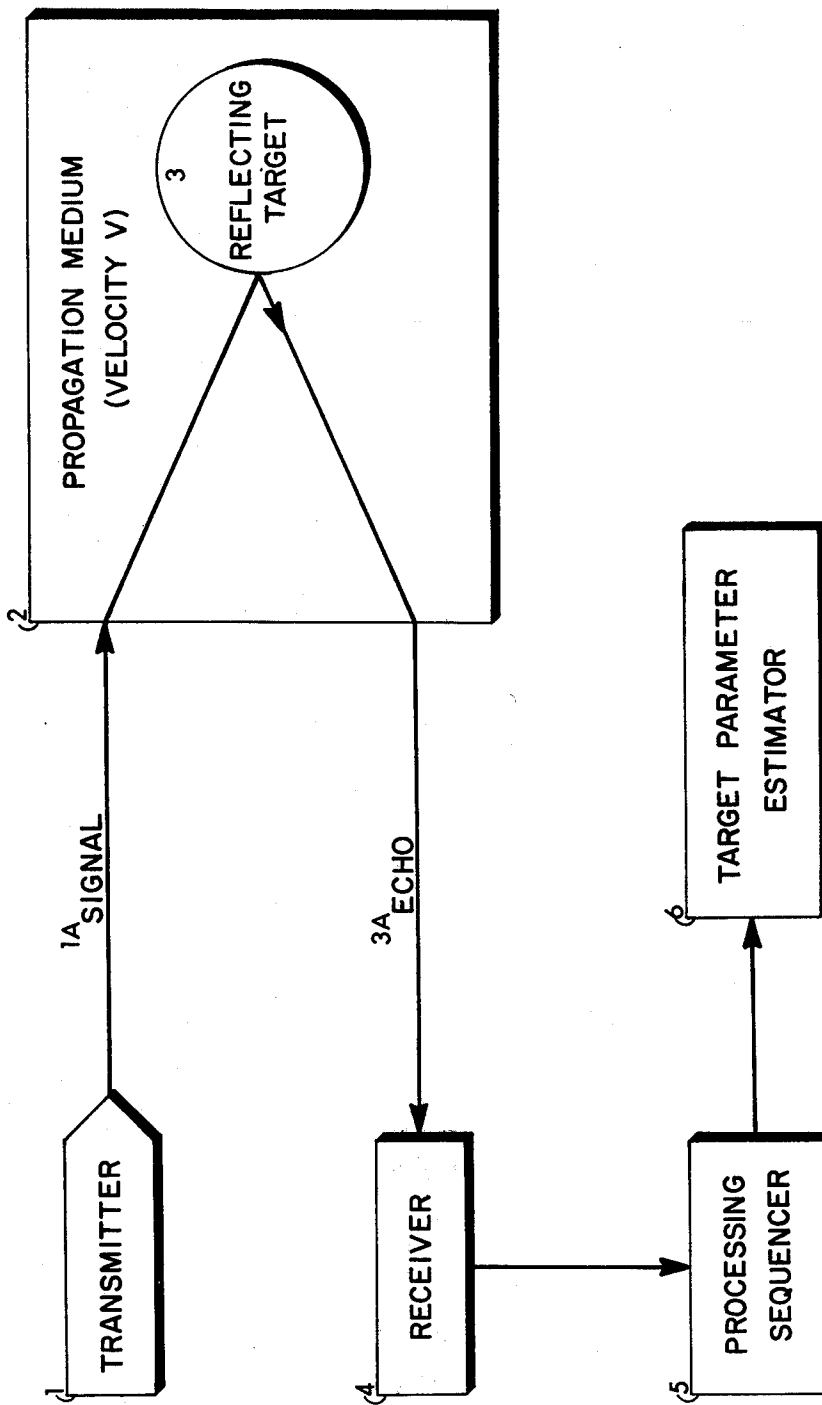 1
TRANSMITTER
1A
SIGNAL
2
PROPAGATION MEDIUM
(VELOCITY V)
3
REFLECTING
TARGET
3A
ECHO
4
RECEIVER
5
PROCESSING
SEQUENCER
6
TARGET PARAMETER
ESTIMATOR